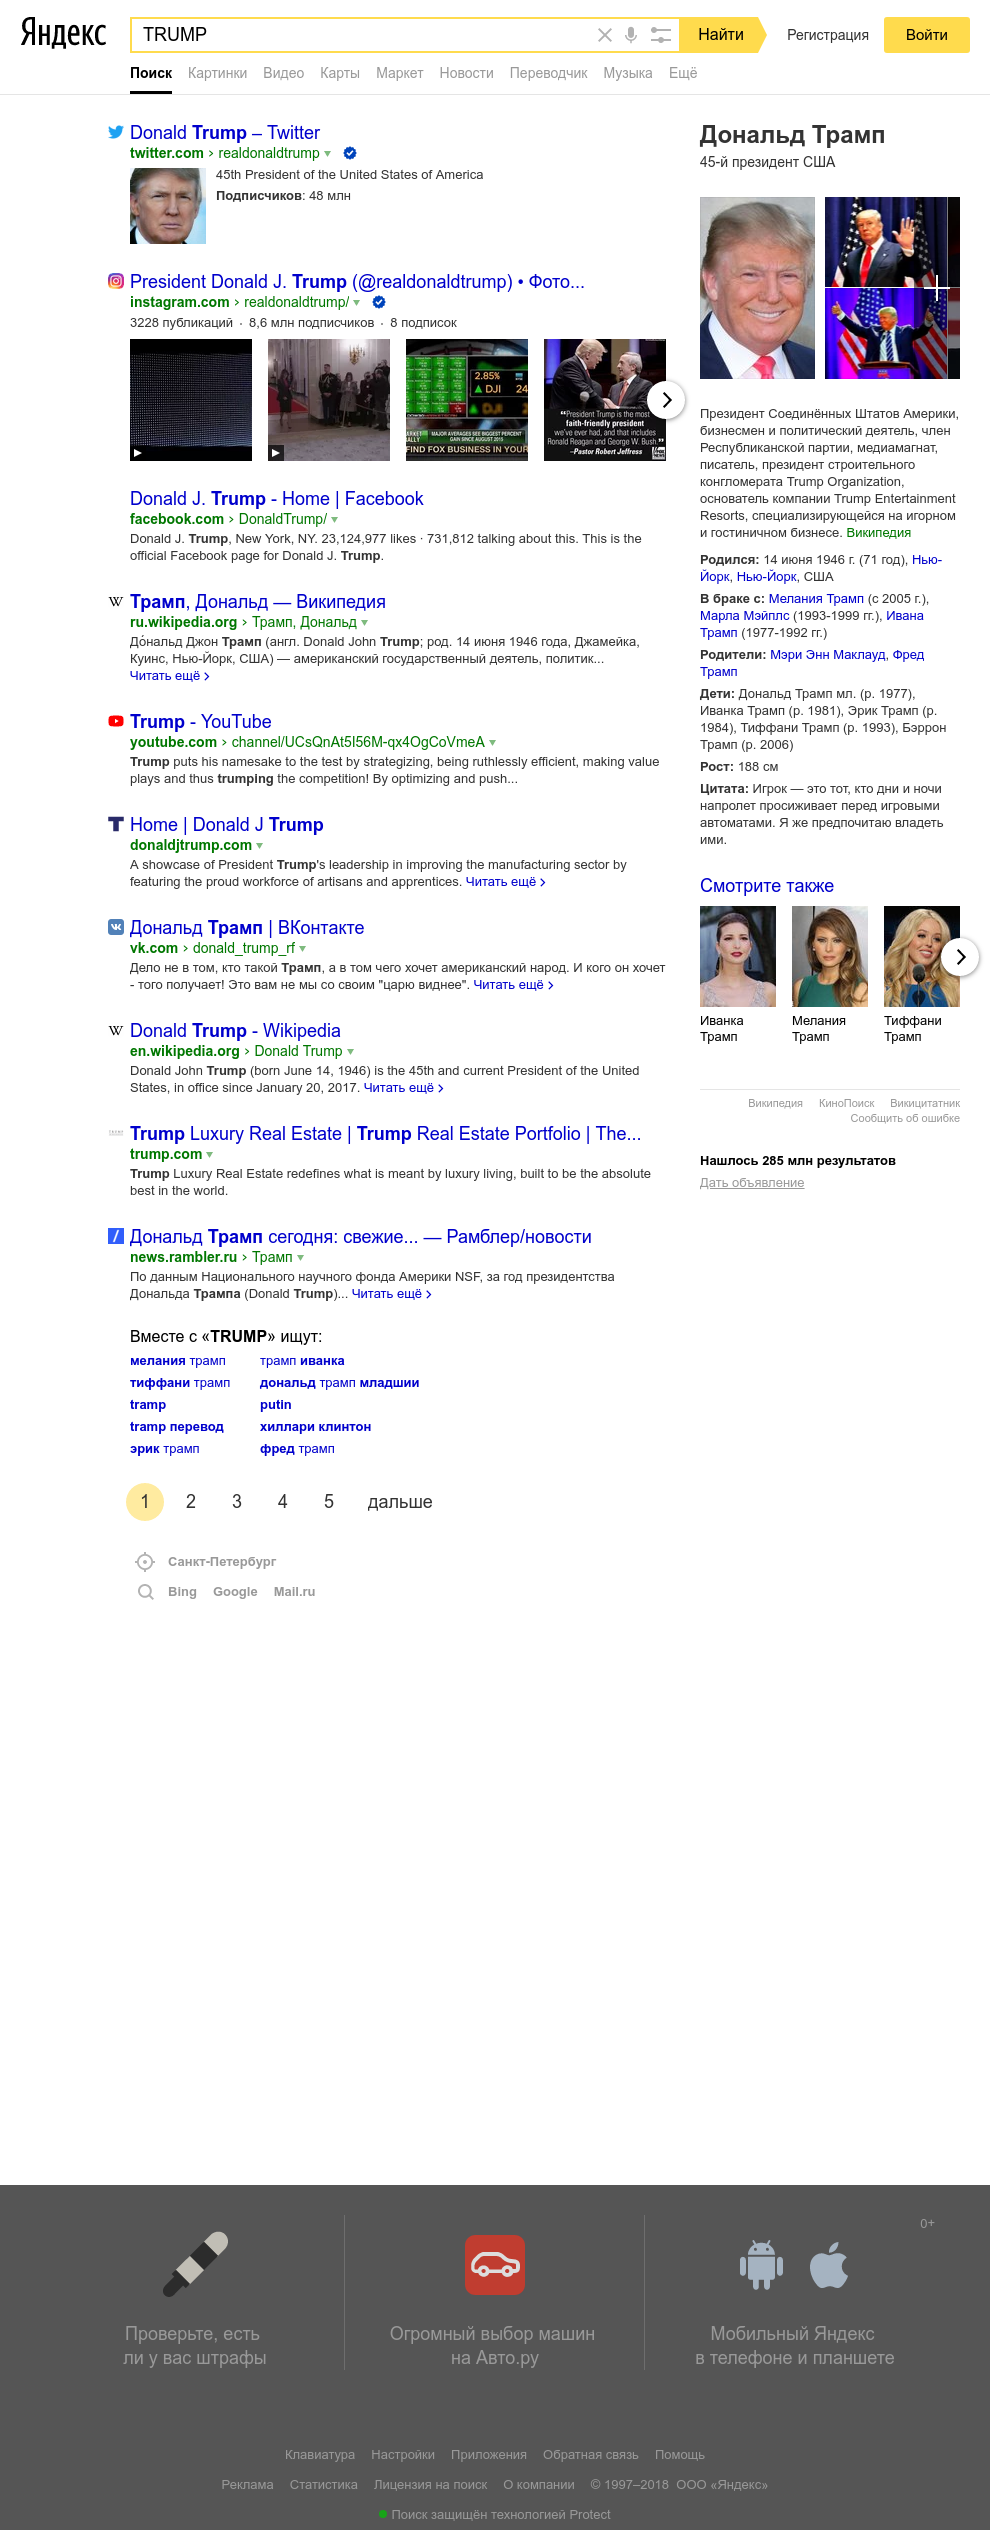 Яндекс
TRUMP
Найти
Регистрация
Войти
Поиск Картинки Видео Карты Маркет Новости Переводчик Музыка Ещё
Donald Trump – Twitter
twitter.com › realdonaldtrump
45th President of the United States of America
Подписчиков: 48 млн
President Donald J. Trump (@realdonaldtrump) • Фото...
instagram.com › realdonaldtrump/
3228 публикаций · 8,6 млн подписчиков · 8 подписок
2.85%
DJI 24
DJI
MAJOR AVERAGES SEE BIGGEST PERCENT
GAIN SINCE AUGUST 2015
FIND FOX BUSINESS IN YOUR
“President Trump is the most
faith-friendly president
we've ever had, and that includes
Ronald Reagan and George W. Bush.”
–Pastor Robert Jeffress
Donald J. Trump - Home | Facebook
facebook.com › DonaldTrump/
Donald J. Trump, New York, NY. 23,124,977 likes · 731,812 talking about this. This is the
official Facebook page for Donald J. Trump.
Трамп, Дональд — Википедия
ru.wikipedia.org › Трамп, Дональд
До́нальд Джон Трамп (англ. Donald John Trump; род. 14 июня 1946 года, Джамейка,
Куинс, Нью-Йорк, США) — американский государственный деятель, политик...
Читать ещё ›
Trump - YouTube
youtube.com › channel/UCsQnAt5I56M-qx4OgCoVmeA
Trump puts his namesake to the test by strategizing, being ruthlessly efficient, making value
plays and thus trumping the competition! By optimizing and push...
Home | Donald J Trump
donaldjtrump.com
A showcase of President Trump's leadership in improving the manufacturing sector by
featuring the proud workforce of artisans and apprentices. Читать ещё ›
Дональд Трамп | ВКонтакте
vk.com › donald_trump_rf
Дело не в том, кто такой Трамп, а в том чего хочет американский народ. И кого он хочет
- того получает! Это вам не мы со своим "царю виднее". Читать ещё ›
Donald Trump - Wikipedia
en.wikipedia.org › Donald Trump
Donald John Trump (born June 14, 1946) is the 45th and current President of the United
States, in office since January 20, 2017. Читать ещё ›
Trump Luxury Real Estate | Trump Real Estate Portfolio | The...
trump.com
Trump Luxury Real Estate redefines what is meant by luxury living, built to be the absolute
best in the world.
Дональд Трамп сегодня: свежие... — Рамблер/новости
news.rambler.ru › Трамп
По данным Национального научного фонда Америки NSF, за год президентства
Дональда Трампа (Donald Trump)... Читать ещё ›
Вместе с «TRUMP» ищут:
мелания трамп
тиффани трамп
tramp
tramp перевод
эрик трамп
трамп иванка
дональд трамп младшии
putin
хиллари клинтон
фред трамп
1 2 3 4 5 дальше
Санкт-Петербург
Bing Google Mail.ru
Дональд Трамп
45-й президент США
Президент Соединённых Штатов Америки,
бизнесмен и политический деятель, член
Республиканской партии, медиамагнат,
писатель, президент строительного
конгломерата Trump Organization,
основатель компании Trump Entertainment
Resorts, специализирующейся на игорном
и гостиничном бизнесе. Википедия
Родился: 14 июня 1946 г. (71 год), Нью-
Йорк, Нью-Йорк, США
В браке с: Мелания Трамп (с 2005 г.),
Марла Мэйплс (1993-1999 гг.), Ивана
Трамп (1977-1992 гг.)
Родители: Мэри Энн Маклауд, Фред
Трамп
Дети: Дональд Трамп мл. (р. 1977),
Иванка Трамп (р. 1981), Эрик Трамп (р.
1984), Тиффани Трамп (р. 1993), Бэррон
Трамп (р. 2006)
Рост: 188 см
Цитата: Игрок — это тот, кто дни и ночи
напролет просиживает перед игровыми
автоматами. Я же предпочитаю владеть
ими.
Смотрите также
Иванка
Трамп
Мелания
Трамп
Тиффани
Трамп
Википедия КиноПоиск Викицитатник
Сообщить об ошибке
Нашлось 285 млн результатов
Дать объявление
0+
Проверьте, есть
ли у вас штрафы
Огромный выбор машин
на Авто.ру
Мобильный Яндекс
в телефоне и планшете
Клавиатура Настройки Приложения Обратная связь Помощь
Реклама Статистика Лицензия на поиск О компании © 1997–2018 ООО «Яндекс»
Поиск защищён технологией Protect